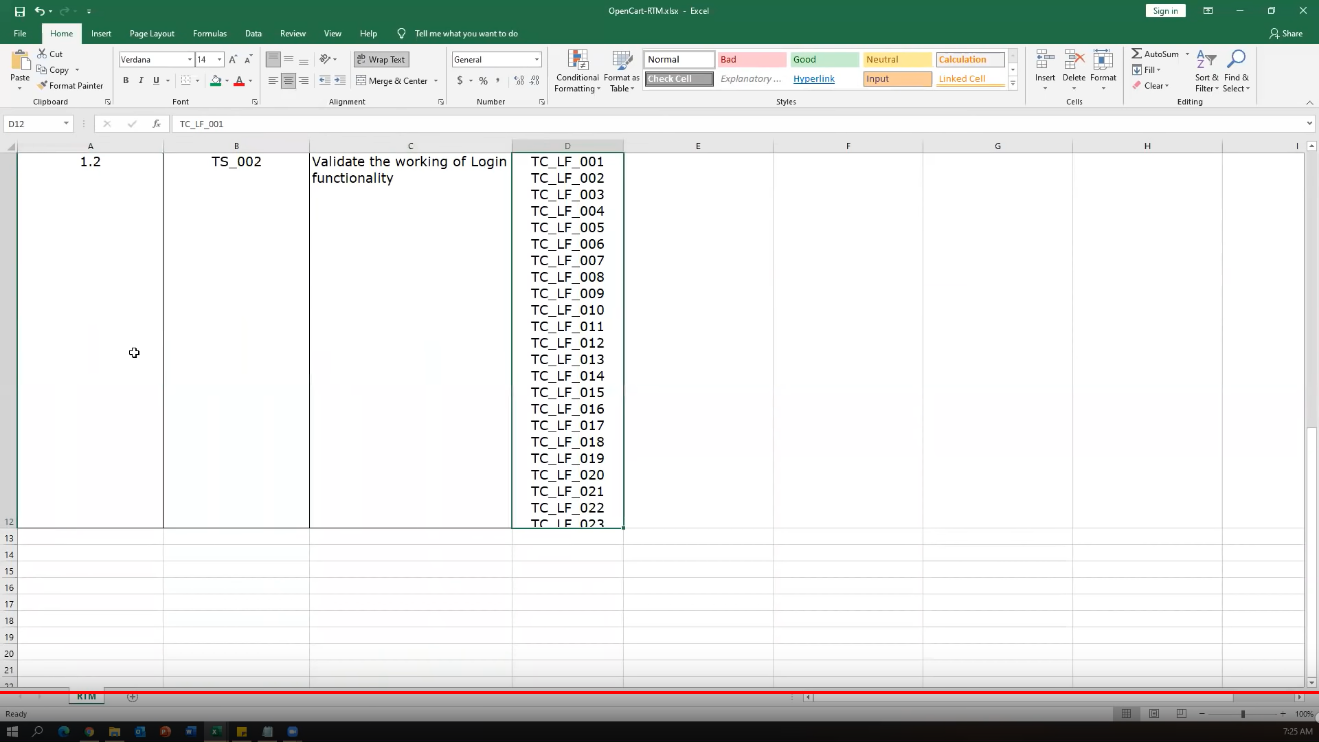 OpenCart-RTM.xlsx - Excel
Sign in
File Home Insert Page Layout Formulas Data Review View Help Tell me what you want to do
Share
Paste
Cut
Copy
Format Painter
Clipboard
Verdana 14
B I U
Font
Wrap Text
Merge & Center
Alignment
General
$ % ,
Number
Conditional Formatting
Format as Table
Normal Bad Good Neutral Calculation
Check Cell Explanatory ... Hyperlink Input Linked Cell
Styles
Insert Delete Format
Cells
AutoSum
Fill
Clear
Sort & Filter
Find & Select
Editing
D12
fx
TC_LF_001
A B C D E F G H I
1.2 TS_002 Validate the working of Login functionality
TC_LF_001
TC_LF_002
TC_LF_003
TC_LF_004
TC_LF_005
TC_LF_006
TC_LF_007
TC_LF_008
TC_LF_009
TC_LF_010
TC_LF_011
TC_LF_012
TC_LF_013
TC_LF_014
TC_LF_015
TC_LF_016
TC_LF_017
TC_LF_018
TC_LF_019
TC_LF_020
TC_LF_021
TC_LF_022
TC_LF_023
12
13
14
15
16
17
18
19
20
21
22
RTM
Ready
100%
7:25 AM